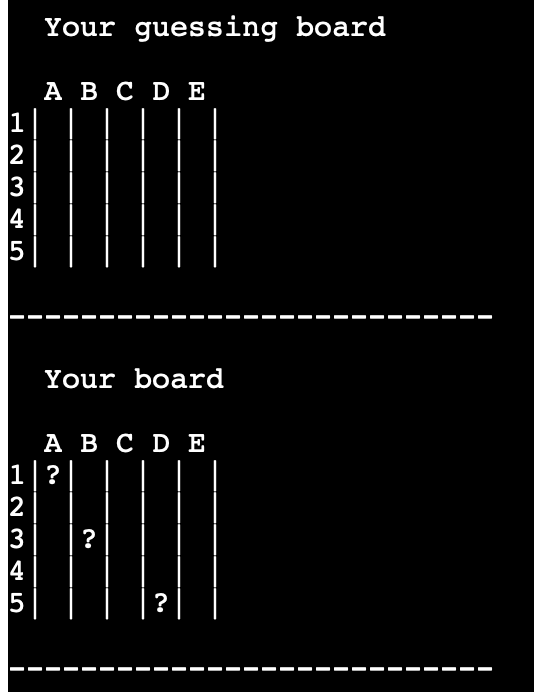 Your guessing board
A B C D E
1| | | | | |
2| | | | | |
3| | | | | |
4| | | | | |
5| | | | | |
-----------------------------
Your board
A B C D E
1|?| | | | |
2| | | | | |
3| |?| | | |
4| | | | | |
5| | | |?| |
-----------------------------